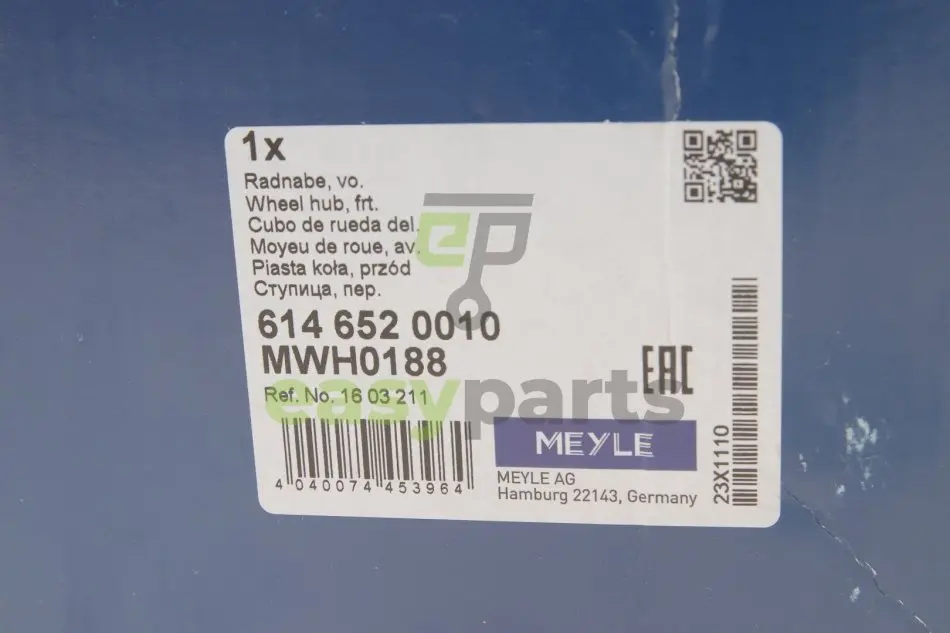 1x
Radnabe, vo.
Wheel hub, frt.
Cubo de rueda del.
Moyeu de roue, av.
Piasta koła, przód
Ступица, пер.
614 652 0010
MWH0188
EAC
Ref. No. 16 03 211
easyparts
MEYLE
4 040074 453964
MEYLE AG
Hamburg 22143, Germany
23X1110
ep